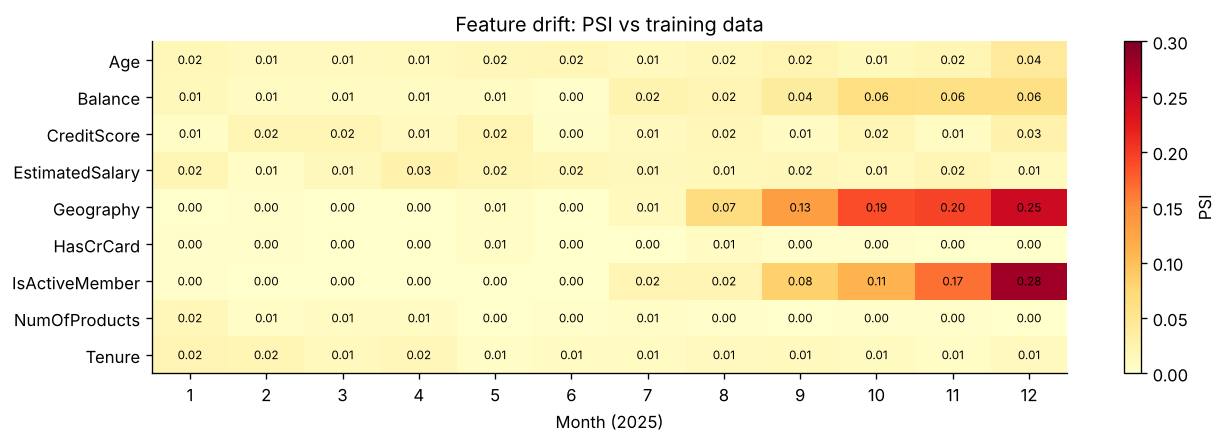 Feature drift: PSI vs training data
Age 0.02 0.01 0.01 0.01 0.02 0.02 0.01 0.02 0.02 0.01 0.02 0.04
Balance 0.01 0.01 0.01 0.01 0.01 0.00 0.02 0.02 0.04 0.06 0.06 0.06
CreditScore 0.01 0.02 0.02 0.01 0.02 0.00 0.01 0.02 0.01 0.02 0.01 0.03
EstimatedSalary 0.02 0.01 0.01 0.03 0.02 0.02 0.01 0.01 0.02 0.01 0.02 0.01
Geography 0.00 0.00 0.00 0.00 0.01 0.00 0.01 0.07 0.13 0.19 0.20 0.25
HasCrCard 0.00 0.00 0.00 0.00 0.01 0.00 0.00 0.01 0.00 0.00 0.00 0.00
IsActiveMember 0.00 0.00 0.00 0.00 0.00 0.00 0.02 0.02 0.08 0.11 0.17 0.28
NumOfProducts 0.02 0.01 0.01 0.01 0.00 0.00 0.01 0.00 0.00 0.00 0.00 0.00
Tenure 0.02 0.02 0.01 0.02 0.01 0.01 0.01 0.01 0.01 0.01 0.01 0.01
1 2 3 4 5 6 7 8 9 10 11 12
Month (2025)
0.30
0.25
0.20
0.15
0.10
0.05
0.00
PSI